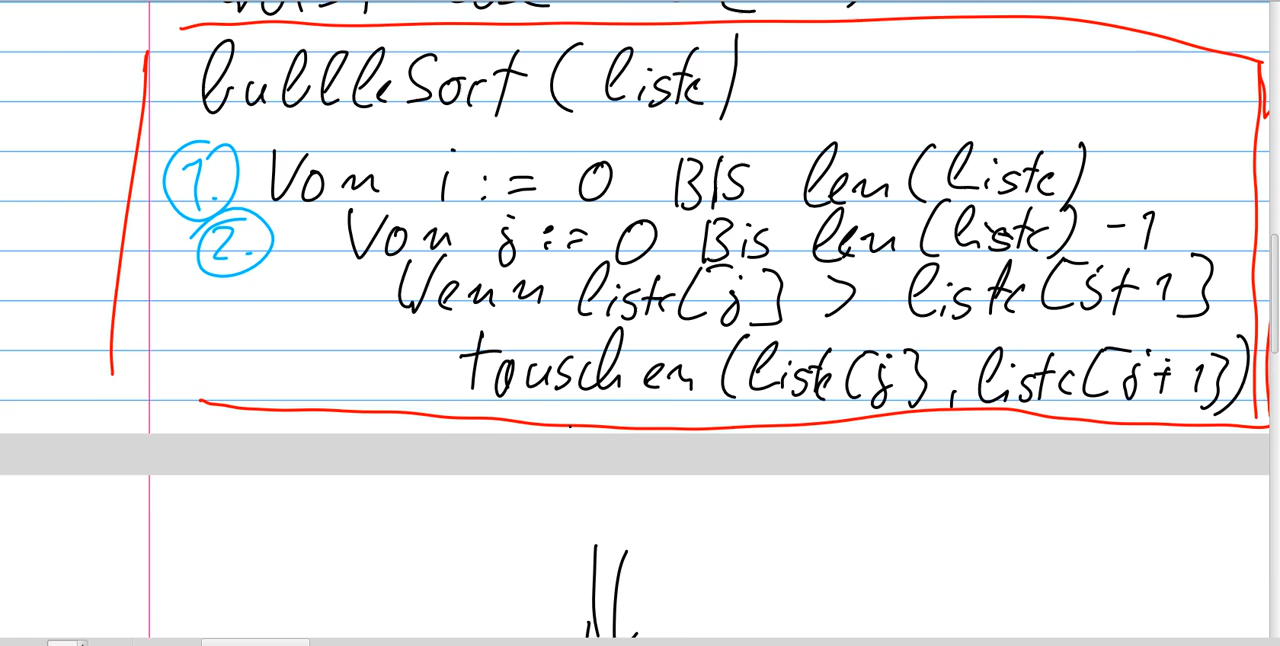 bubbleSort(liste)
1. Von i := 0 BIS len(liste)
2. Von j := 0 Bis len(liste) -1
Wenn liste[j] > liste[j+1]
tauschen(liste[j], liste[j+1])